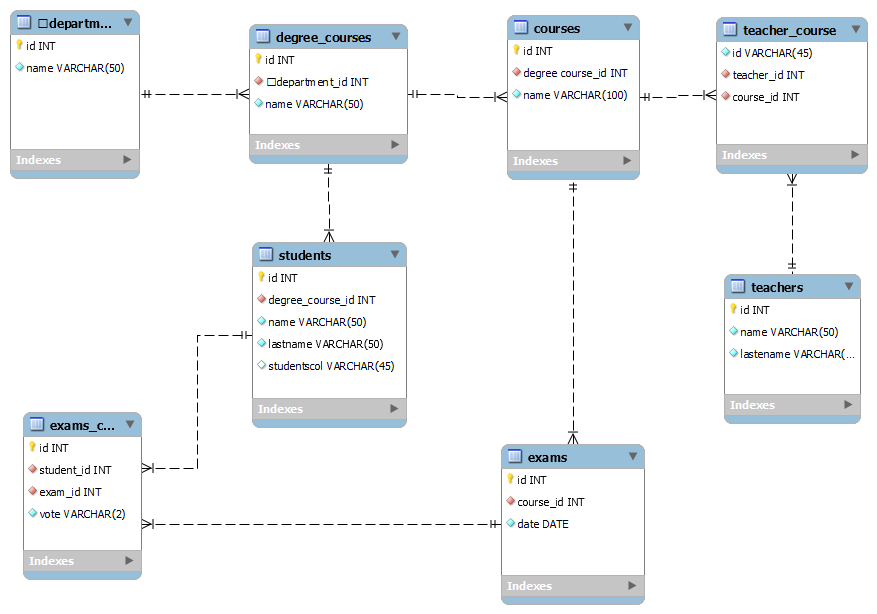 □departm...
id INT
name VARCHAR(50)
Indexes
degree_courses
id INT
□department_id INT
name VARCHAR(50)
Indexes
courses
id INT
degree course_id INT
name VARCHAR(100)
Indexes
teacher_course
id VARCHAR(45)
teacher_id INT
course_id INT
Indexes
students
id INT
degree_course_id INT
name VARCHAR(50)
lastname VARCHAR(50)
studentscol VARCHAR(45)
Indexes
teachers
id INT
name VARCHAR(50)
lastename VARCHAR(...
Indexes
exams_c...
id INT
student_id INT
exam_id INT
vote VARCHAR(2)
Indexes
exams
id INT
course_id INT
date DATE
Indexes